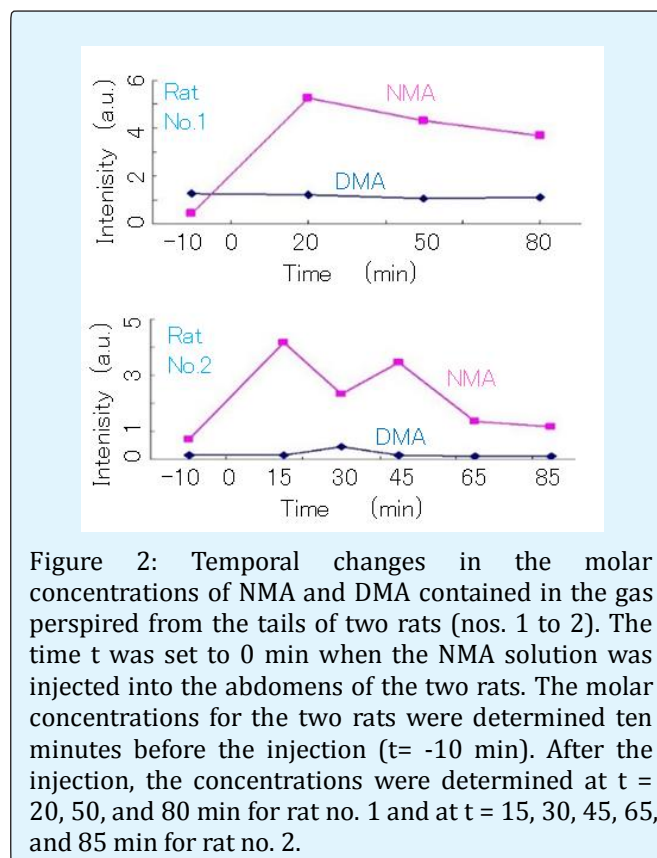 6
Rat
No.1
NMA
4
Intenisity (a.u.)
2
DMA
0
-10 0 20 50 80
Time (min)
5
Rat
No.2
3
NMA
Intenisity (a.u.)
1
DMA
0
-10 0 15 30 45 65 85
Time (min)
Figure 2: Temporal changes in the molar
concentrations of NMA and DMA contained in the gas
perspired from the tails of two rats (nos. 1 to 2). The
time t was set to 0 min when the NMA solution was
injected into the abdomens of the two rats. The molar
concentrations for the two rats were determined ten
minutes before the injection (t= -10 min). After the
injection, the concentrations were determined at t =
20, 50, and 80 min for rat no. 1 and at t = 15, 30, 45, 65,
and 85 min for rat no. 2.